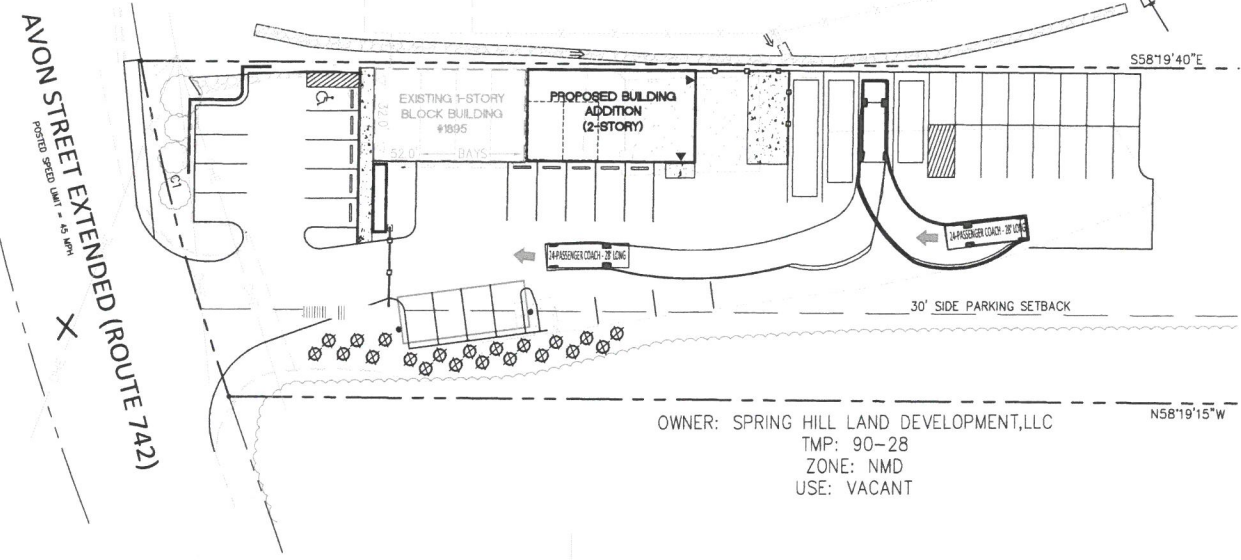 AVON STREET EXTENDED (ROUTE 742)
POSTED SPEED LIMIT = 45 MPH
C1
S58°19'40"E
EXISTING 1-STORY
BLOCK BUILDING
#1895
32.0'
52.0'
BAYS
PROPOSED BUILDING
ADDITION
(2-STORY)
24-PASSENGER COACH - 28' LONG
24-PASSENGER COACH - 28' LONG
30' SIDE PARKING SETBACK
N58°19'15"W
OWNER: SPRING HILL LAND DEVELOPMENT,LLC
TMP: 90-28
ZONE: NMD
USE: VACANT